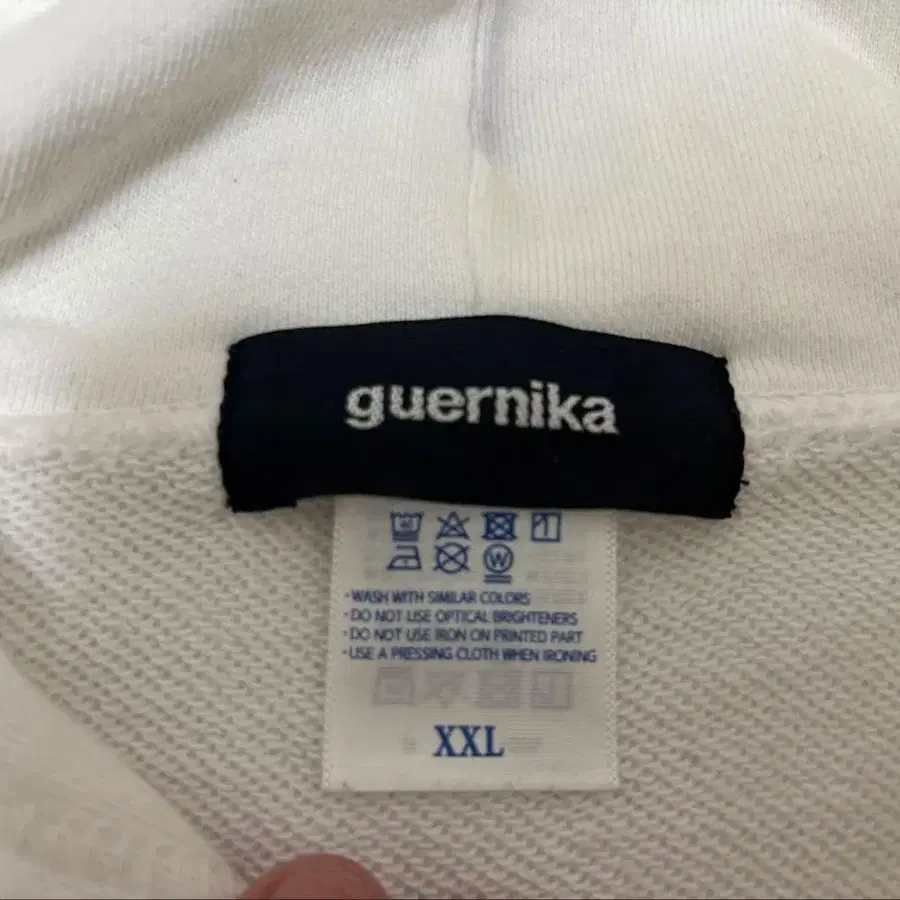 guernika
40
W
・WASH WITH SIMILAR COLORS
・DO NOT USE OPTICAL BRIGHTENERS
・DO NOT USE IRON ON PRINTED PART
・USE A PRESSING CLOTH WHEN IRONING
XXL